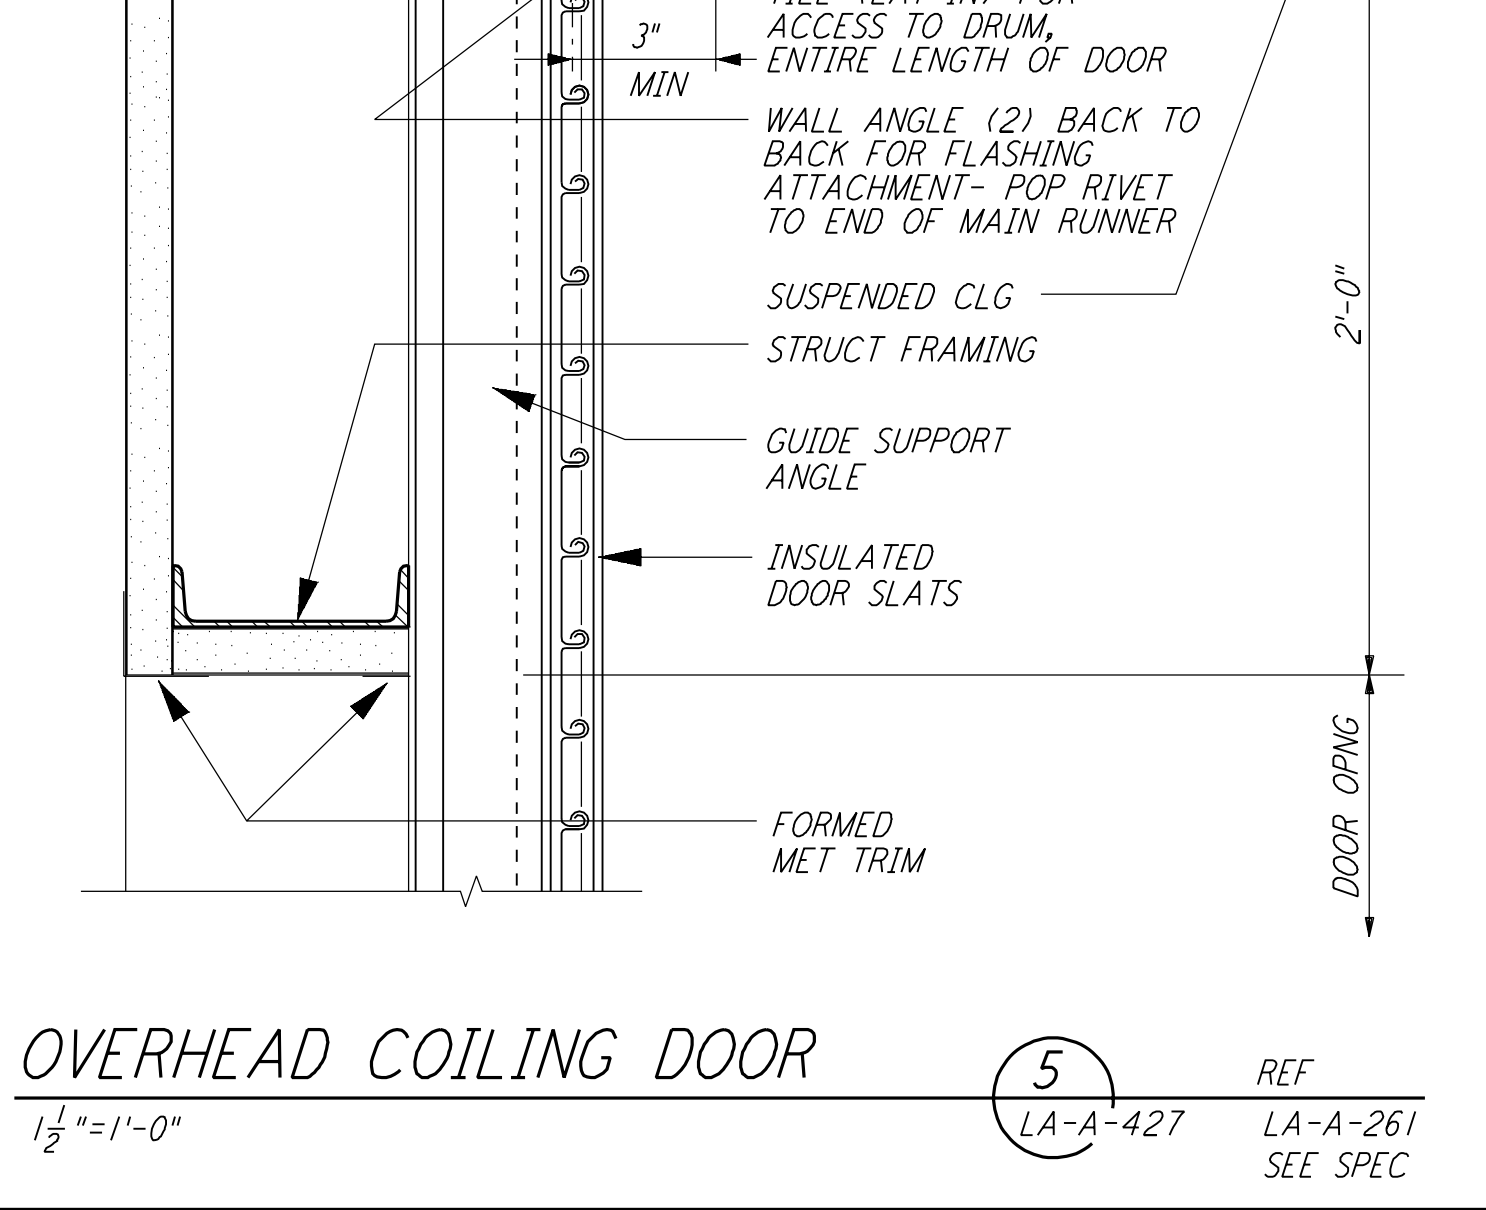 ACCESS TO DRUM,
ENTIRE LENGTH OF DOOR
3"
MIN
WALL ANGLE (2) BACK TO
BACK FOR FLASHING
ATTACHMENT- POP RIVET
TO END OF MAIN RUNNER
SUSPENDED CLG
2'-0"
STRUCT FRAMING
GUIDE SUPPORT
ANGLE
INSULATED
DOOR SLATS
DOOR OPNG
FORMED
MET TRIM
OVERHEAD COILING DOOR
1 1/2"=1'-0"
5
LA-A-427
REF
LA-A-261
SEE SPEC